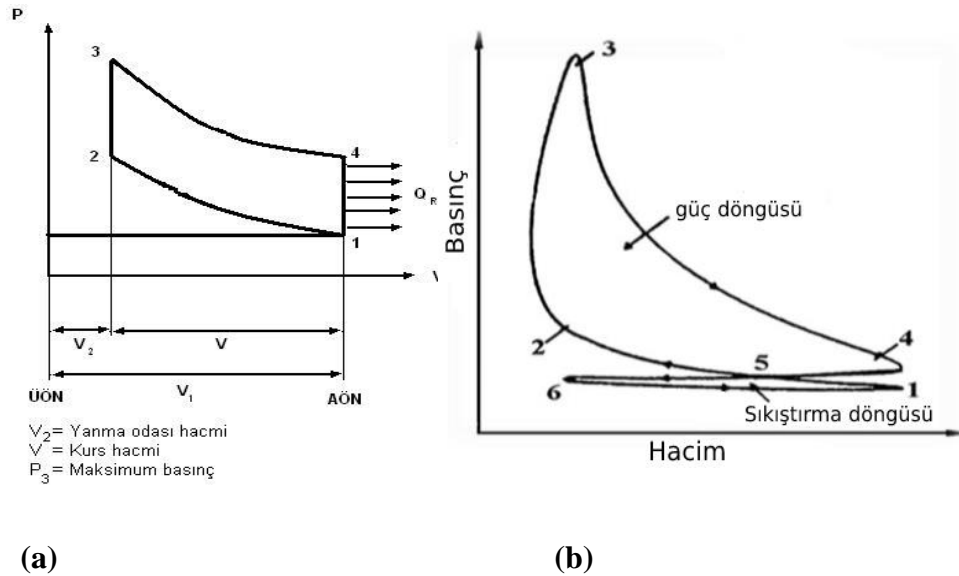 P
3
2
4
Q R
1
V
V₂
V
V₁
ÜÖN
AÖN
V₂= Yanma odası hacmi
V = Kurs hacmi
P₃= Maksimum basınç
(a)
Basınç
3
güç döngüsü
2
4
5
6
1
Sıkıştırma döngüsü
Hacim
(b)